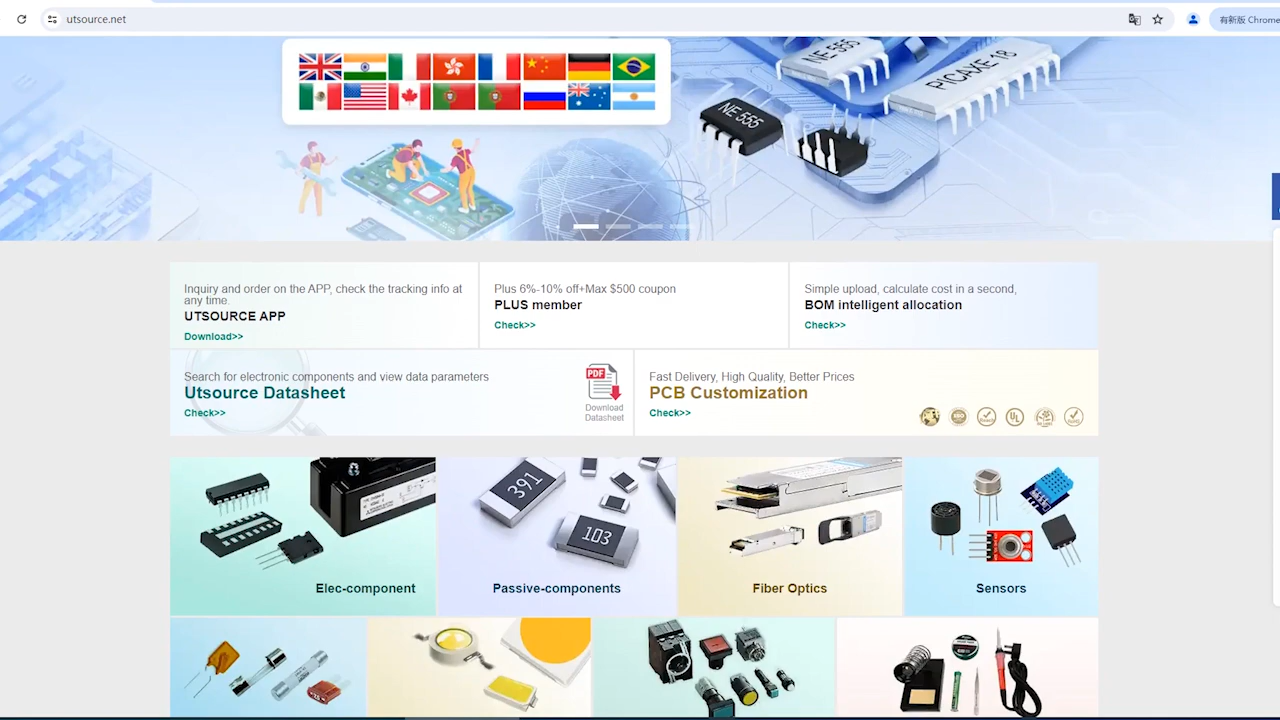 utsource.net
有新版 Chrome
NE 555
PICAXE-18
NE 555
Inquiry and order on the APP, check the tracking info at
any time.
UTSOURCE APP
Download>>
Plus 6%-10% off+Max $500 coupon
PLUS member
Check>>
Simple upload, calculate cost in a second,
BOM intelligent allocation
Check>>
Search for electronic components and view data parameters
Utsource Datasheet
Check>>
PDF
Download
Datasheet
Fast Delivery, High Quality, Better Prices
PCB Customization
Check>>
UL
391
103
Elec-component
Passive-components
Fiber Optics
Sensors